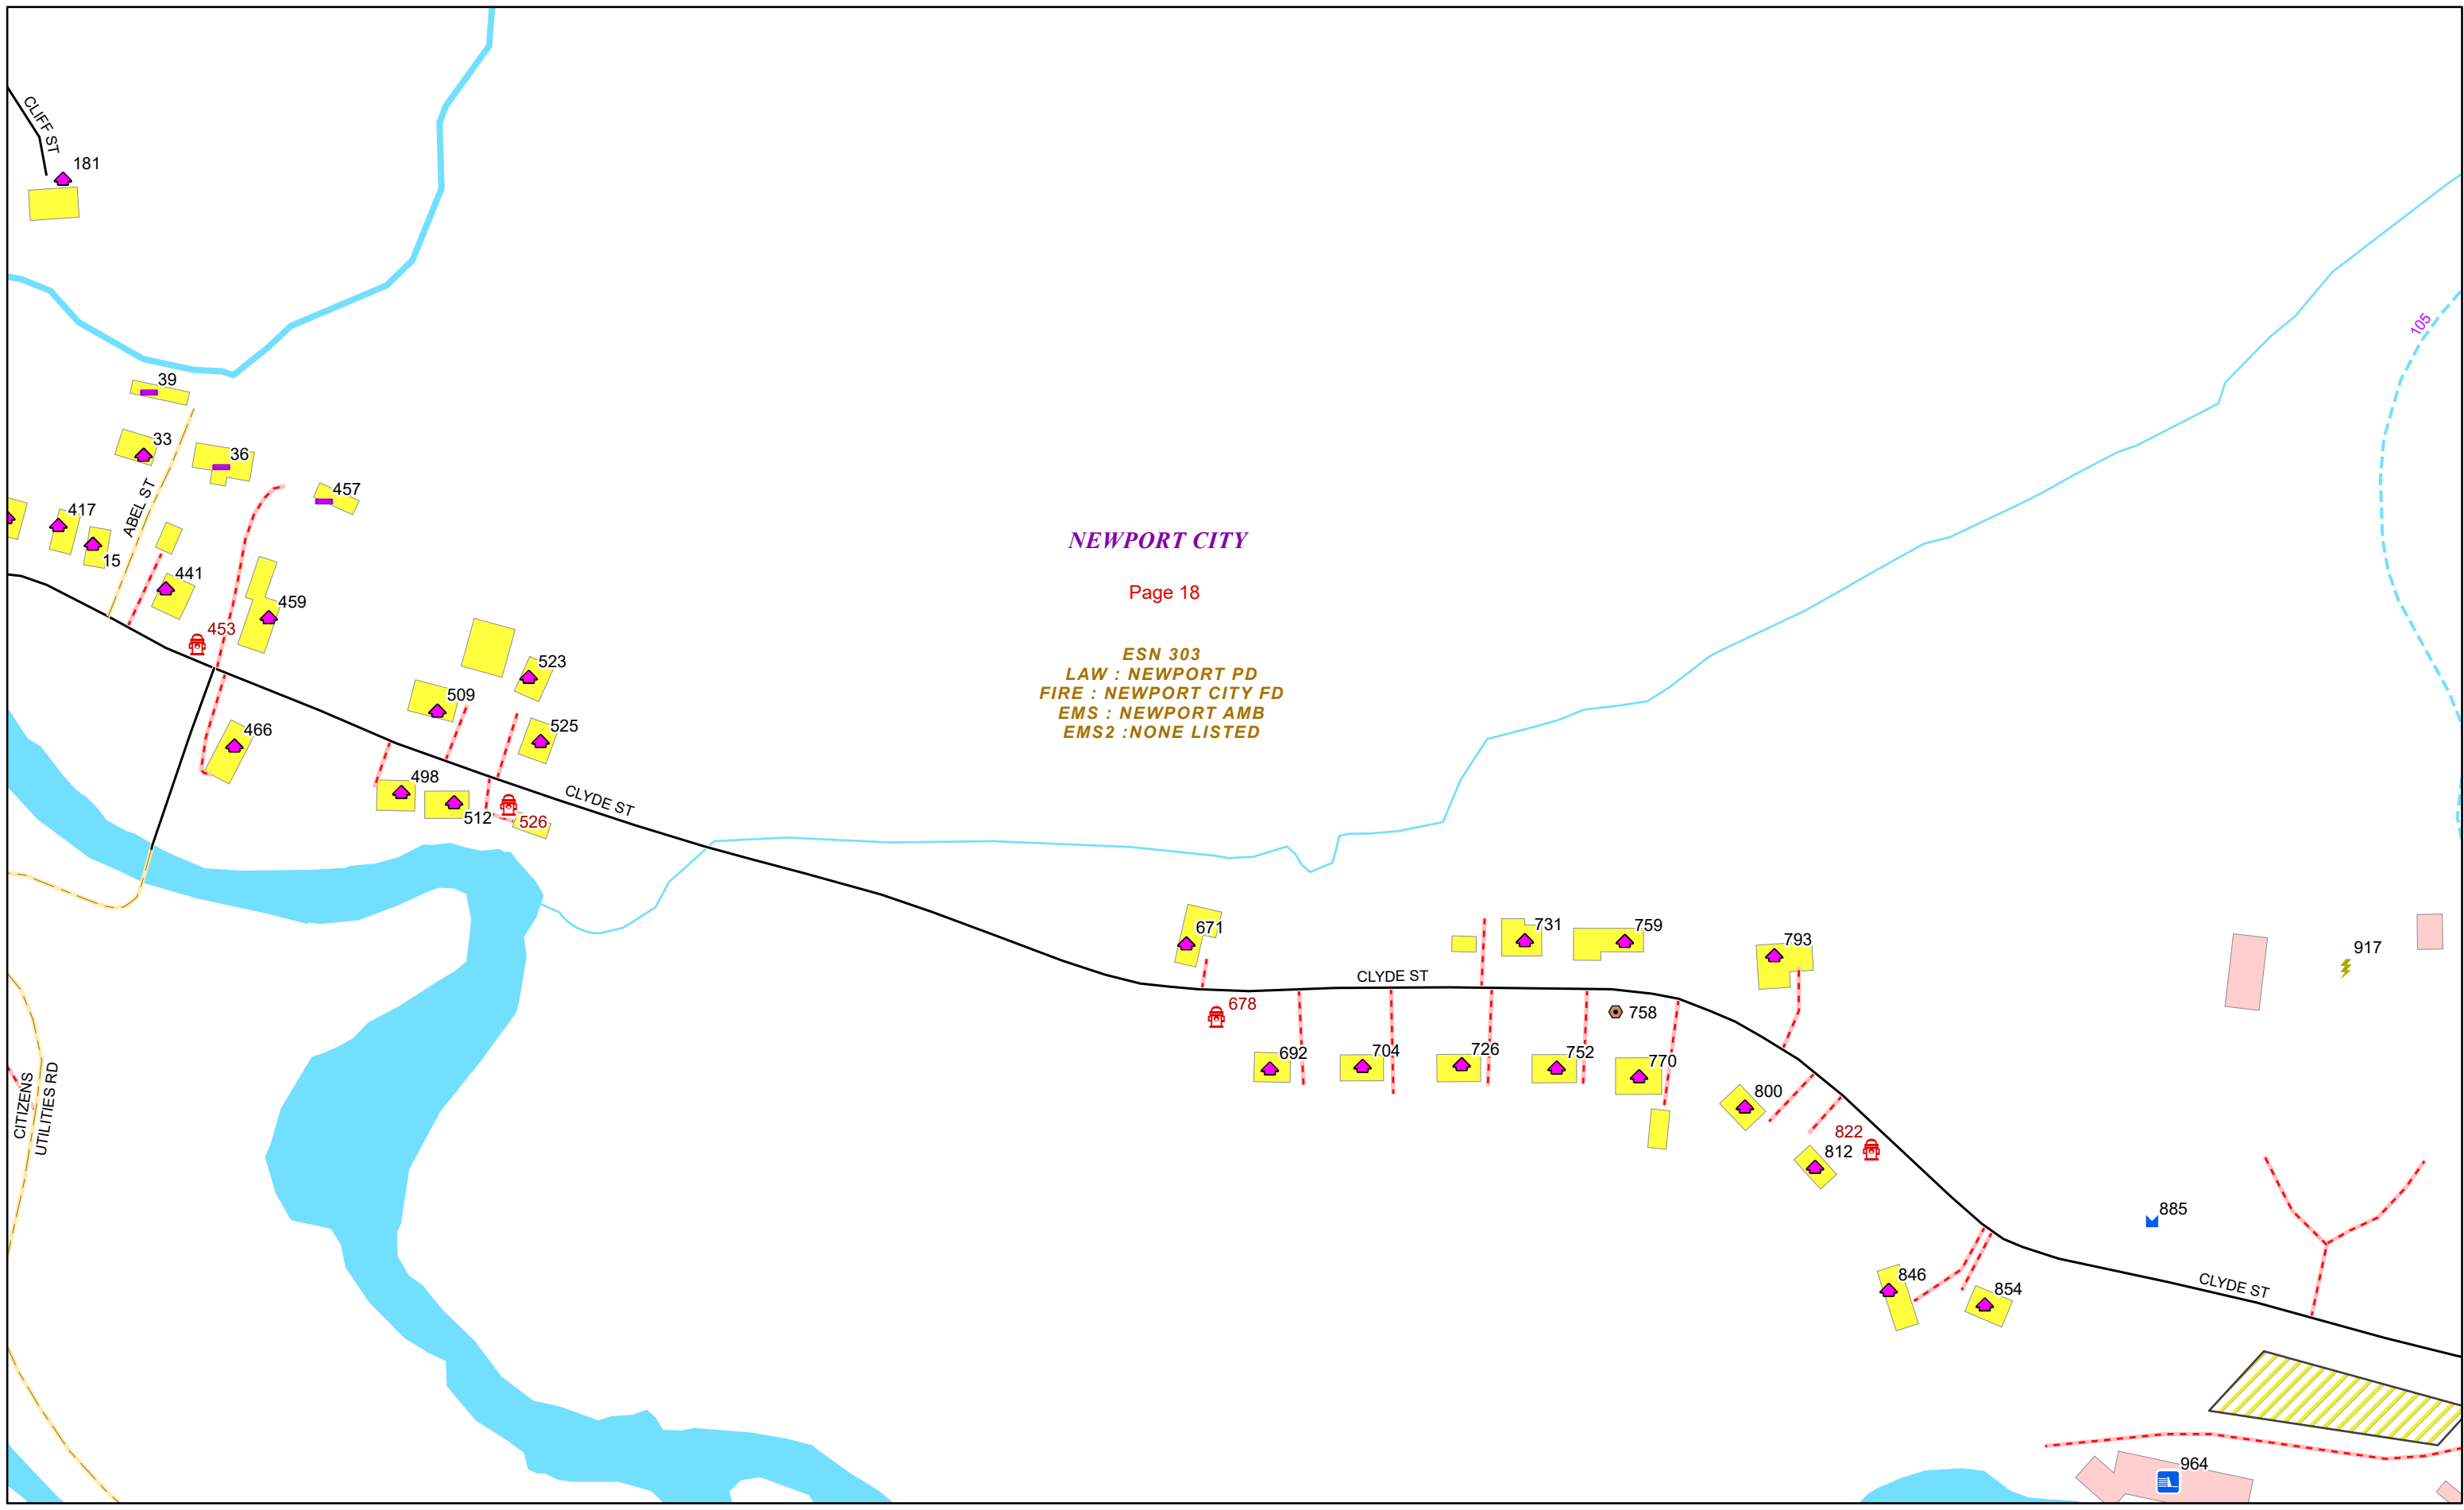 CLIFF ST
181
105
39
33
36
457
417
ABEL ST
15
441
459
453
NEWPORT CITY
Page 18
ESN 303
LAW : NEWPORT PD
FIRE : NEWPORT CITY FD
EMS : NEWPORT AMB
EMS2 :NONE LISTED
523
509
525
466
498
CLYDE ST
512
526
671
731
759
793
917
CLYDE ST
678
758
692
704
726
752
770
800
822
812
CITIZENS
UTILITIES RD
885
846
854
CLYDE ST
964